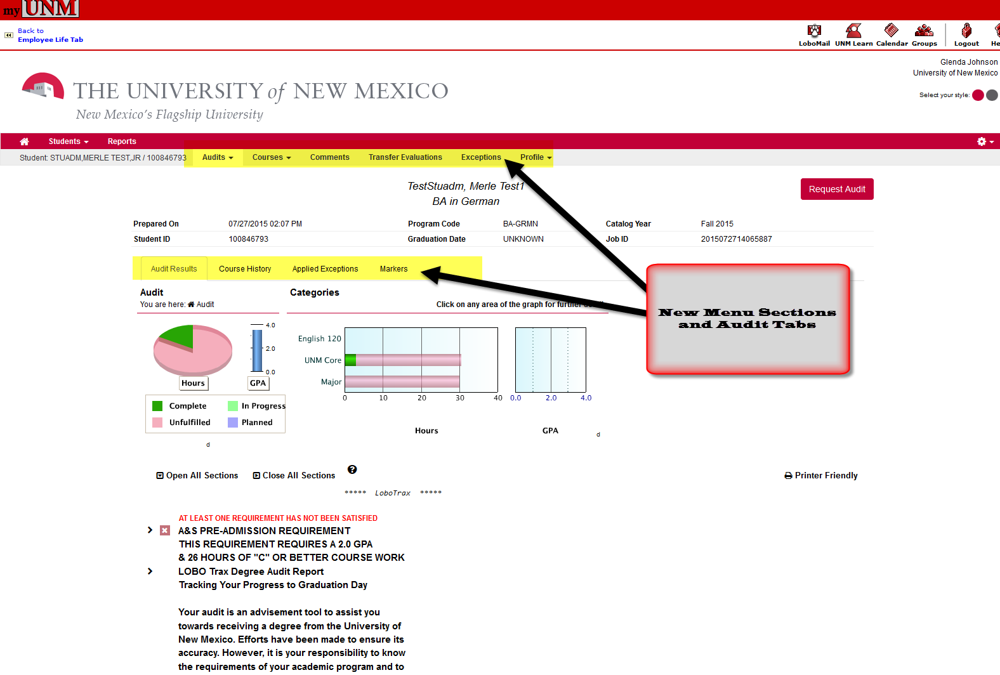 my UNM
Back to
Employee Life Tab
LoboMail UNM Learn Calendar Groups Logout
Glenda Johnson
University of New Mexico
Select your style:
THE UNIVERSITY of NEW MEXICO
New Mexico's Flagship University
Students Reports
Student: STUADM,MERLE TEST,JR / 100846793 Audits Courses Comments Transfer Evaluations Exceptions Profile
TestStuadm, Merle Test1
BA in German
Request Audit
Prepared On 07/27/2015 02:07 PM Program Code BA-GRMN Catalog Year Fall 2015
Student ID 100846793 Graduation Date UNKNOWN Job ID 2015072714065887
Audit Results Course History Applied Exceptions Markers
Audit
You are here: Audit
Categories
Click on any area of the graph for further
New Menu Sections
and Audit Tabs
4.0
2.0
0.0
Hours GPA
Complete In Progress
Unfulfilled Planned
d
English 120
UNM Core
Major
0 10 20 30 40 0.0 2.0 4.0
Hours GPA
d
Open All Sections Close All Sections ? Printer Friendly
***** LoboTrax *****
AT LEAST ONE REQUIREMENT HAS NOT BEEN SATISFIED
A&S PRE-ADMISSION REQUIREMENT
THIS REQUIREMENT REQUIRES A 2.0 GPA
& 26 HOURS OF "C" OR BETTER COURSE WORK
LOBO Trax Degree Audit Report
Tracking Your Progress to Graduation Day
Your audit is an advisement tool to assist you
towards receiving a degree from the University of
New Mexico. Efforts have been made to ensure its
accuracy. However, it is your responsibility to know
the requirements of your academic program and to